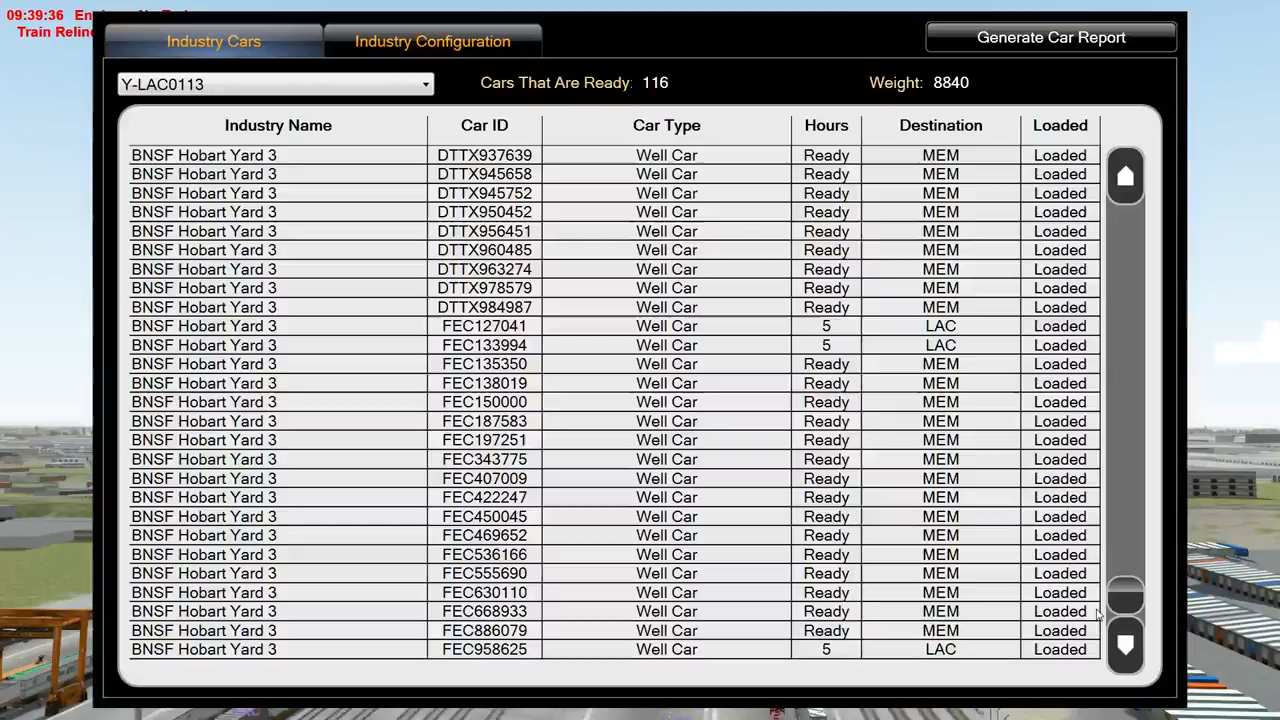 09:39:36 En
Train Reline
Industry Cars
Industry Configuration
Generate Car Report
Y-LAC0113
Cars That Are Ready: 116
Weight: 8840
Industry Name Car ID Car Type Hours Destination Loaded
BNSF Hobart Yard 3 DTTX937639 Well Car Ready MEM Loaded
BNSF Hobart Yard 3 DTTX945658 Well Car Ready MEM Loaded
BNSF Hobart Yard 3 DTTX945752 Well Car Ready MEM Loaded
BNSF Hobart Yard 3 DTTX950452 Well Car Ready MEM Loaded
BNSF Hobart Yard 3 DTTX956451 Well Car Ready MEM Loaded
BNSF Hobart Yard 3 DTTX960485 Well Car Ready MEM Loaded
BNSF Hobart Yard 3 DTTX963274 Well Car Ready MEM Loaded
BNSF Hobart Yard 3 DTTX978579 Well Car Ready MEM Loaded
BNSF Hobart Yard 3 DTTX984987 Well Car Ready MEM Loaded
BNSF Hobart Yard 3 FEC127041 Well Car 5 LAC Loaded
BNSF Hobart Yard 3 FEC133994 Well Car 5 LAC Loaded
BNSF Hobart Yard 3 FEC135350 Well Car Ready MEM Loaded
BNSF Hobart Yard 3 FEC138019 Well Car Ready MEM Loaded
BNSF Hobart Yard 3 FEC150000 Well Car Ready MEM Loaded
BNSF Hobart Yard 3 FEC187583 Well Car Ready MEM Loaded
BNSF Hobart Yard 3 FEC197251 Well Car Ready MEM Loaded
BNSF Hobart Yard 3 FEC343775 Well Car Ready MEM Loaded
BNSF Hobart Yard 3 FEC407009 Well Car Ready MEM Loaded
BNSF Hobart Yard 3 FEC422247 Well Car Ready MEM Loaded
BNSF Hobart Yard 3 FEC450045 Well Car Ready MEM Loaded
BNSF Hobart Yard 3 FEC469652 Well Car Ready MEM Loaded
BNSF Hobart Yard 3 FEC536166 Well Car Ready MEM Loaded
BNSF Hobart Yard 3 FEC555690 Well Car Ready MEM Loaded
BNSF Hobart Yard 3 FEC630110 Well Car Ready MEM Loaded
BNSF Hobart Yard 3 FEC668933 Well Car Ready MEM Loaded
BNSF Hobart Yard 3 FEC886079 Well Car Ready MEM Loaded
BNSF Hobart Yard 3 FEC958625 Well Car 5 LAC Loaded